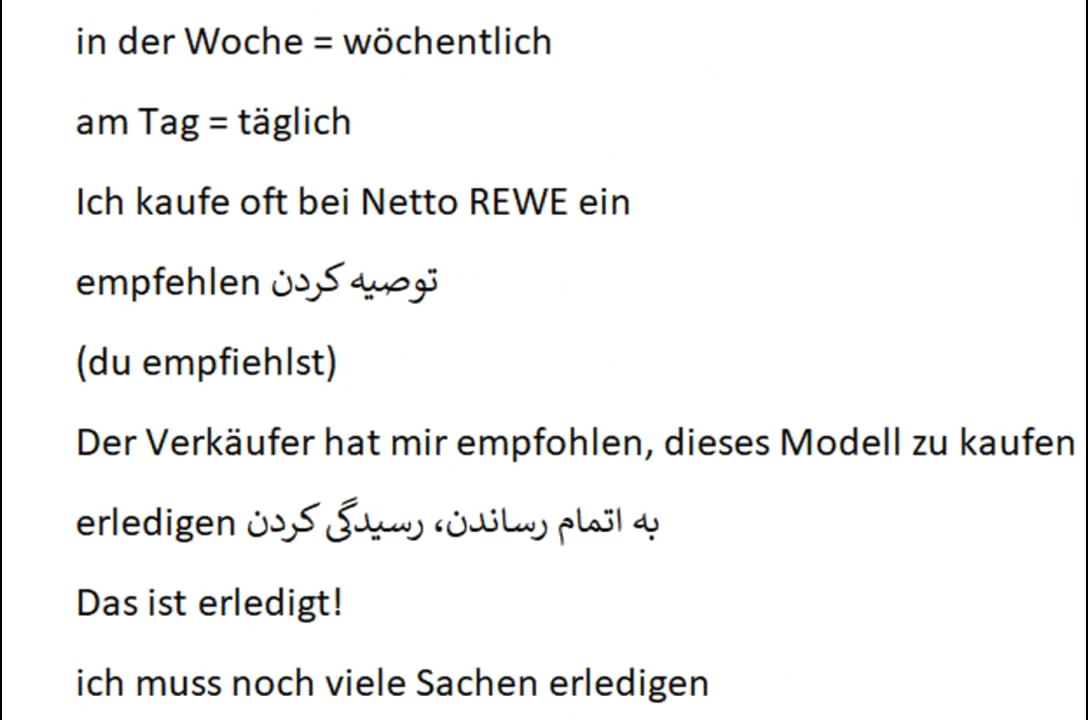 in der Woche = wöchentlich
am Tag = täglich
Ich kaufe oft bei Netto REWE ein
empfehlen توصیه کردن
(du empfiehlst)
Der Verkäufer hat mir empfohlen, dieses Modell zu kaufen
erledigen به اتمام رساندن، رسیدگی کردن
Das ist erledigt!
ich muss noch viele Sachen erledigen